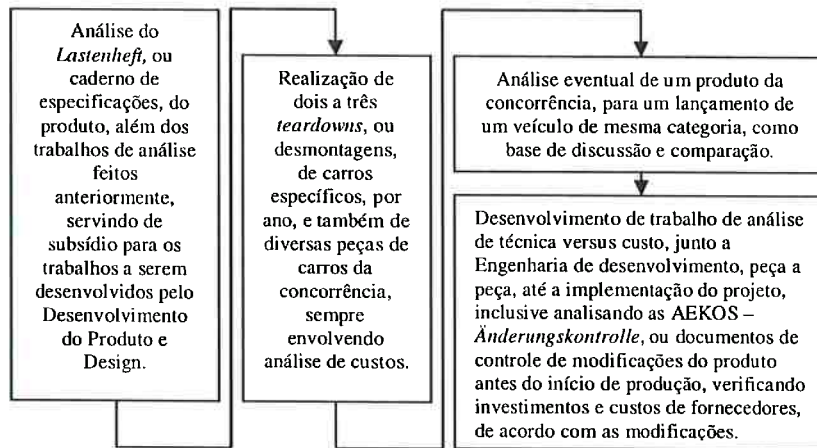 Análise do
Lastenheft, ou
caderno de
especificações, do
produto, além dos
trabalhos de análise
feitos
anteriormente,
servindo de
subsídio para os
trabalhos a serem
desenvolvidos pelo
Desenvolvimento
do Produto e
Design.
Realização de
dois a três
teardowns, ou
desmontagens,
de carros
específicos, por
ano, e também de
diversas peças de
carros da
concorrência,
sempre
envolvendo
análise de custos.
Análise eventual de um produto da
concorrência, para um lançamento de
um veículo de mesma categoria, como
base de discussão e comparação.
Desenvolvimento de trabalho de análise
de técnica versus custo, junto a
Engenharia de desenvolvimento, peça a
peça, até a implementação do projeto,
inclusive analisando as AEKOS –
Änderungskontrolle, ou documentos de
controle de modificações do produto
antes do início de produção, verificando
investimentos e custos de fornecedores,
de acordo com as modificações.